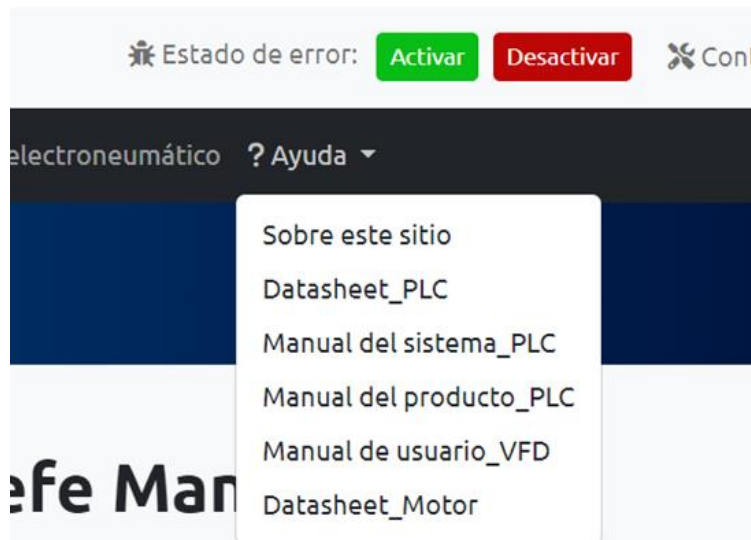 Estado de error: Activar Desactivar Con
electroneumático ? Ayuda
Sobre este sitio
Datasheet_PLC
Manual del sistema_PLC
Manual del producto_PLC
Manual de usuario_VFD
efe Man
Datasheet_Motor